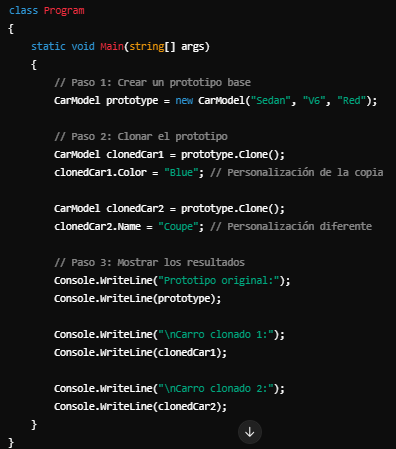 class Program
{
    static void Main(string[] args)
    {
        // Paso 1: Crear un prototipo base
        CarModel prototype = new CarModel("Sedan", "V6", "Red");

        // Paso 2: Clonar el prototipo
        CarModel clonedCar1 = prototype.Clone();
        clonedCar1.Color = "Blue"; // Personalización de la copia

        CarModel clonedCar2 = prototype.Clone();
        clonedCar2.Name = "Coupe"; // Personalización diferente

        // Paso 3: Mostrar los resultados
        Console.WriteLine("Prototipo original:");
        Console.WriteLine(prototype);

        Console.WriteLine("\nCarro clonado 1:");
        Console.WriteLine(clonedCar1);

        Console.WriteLine("\nCarro clonado 2:");
        Console.WriteLine(clonedCar2);
    }
}